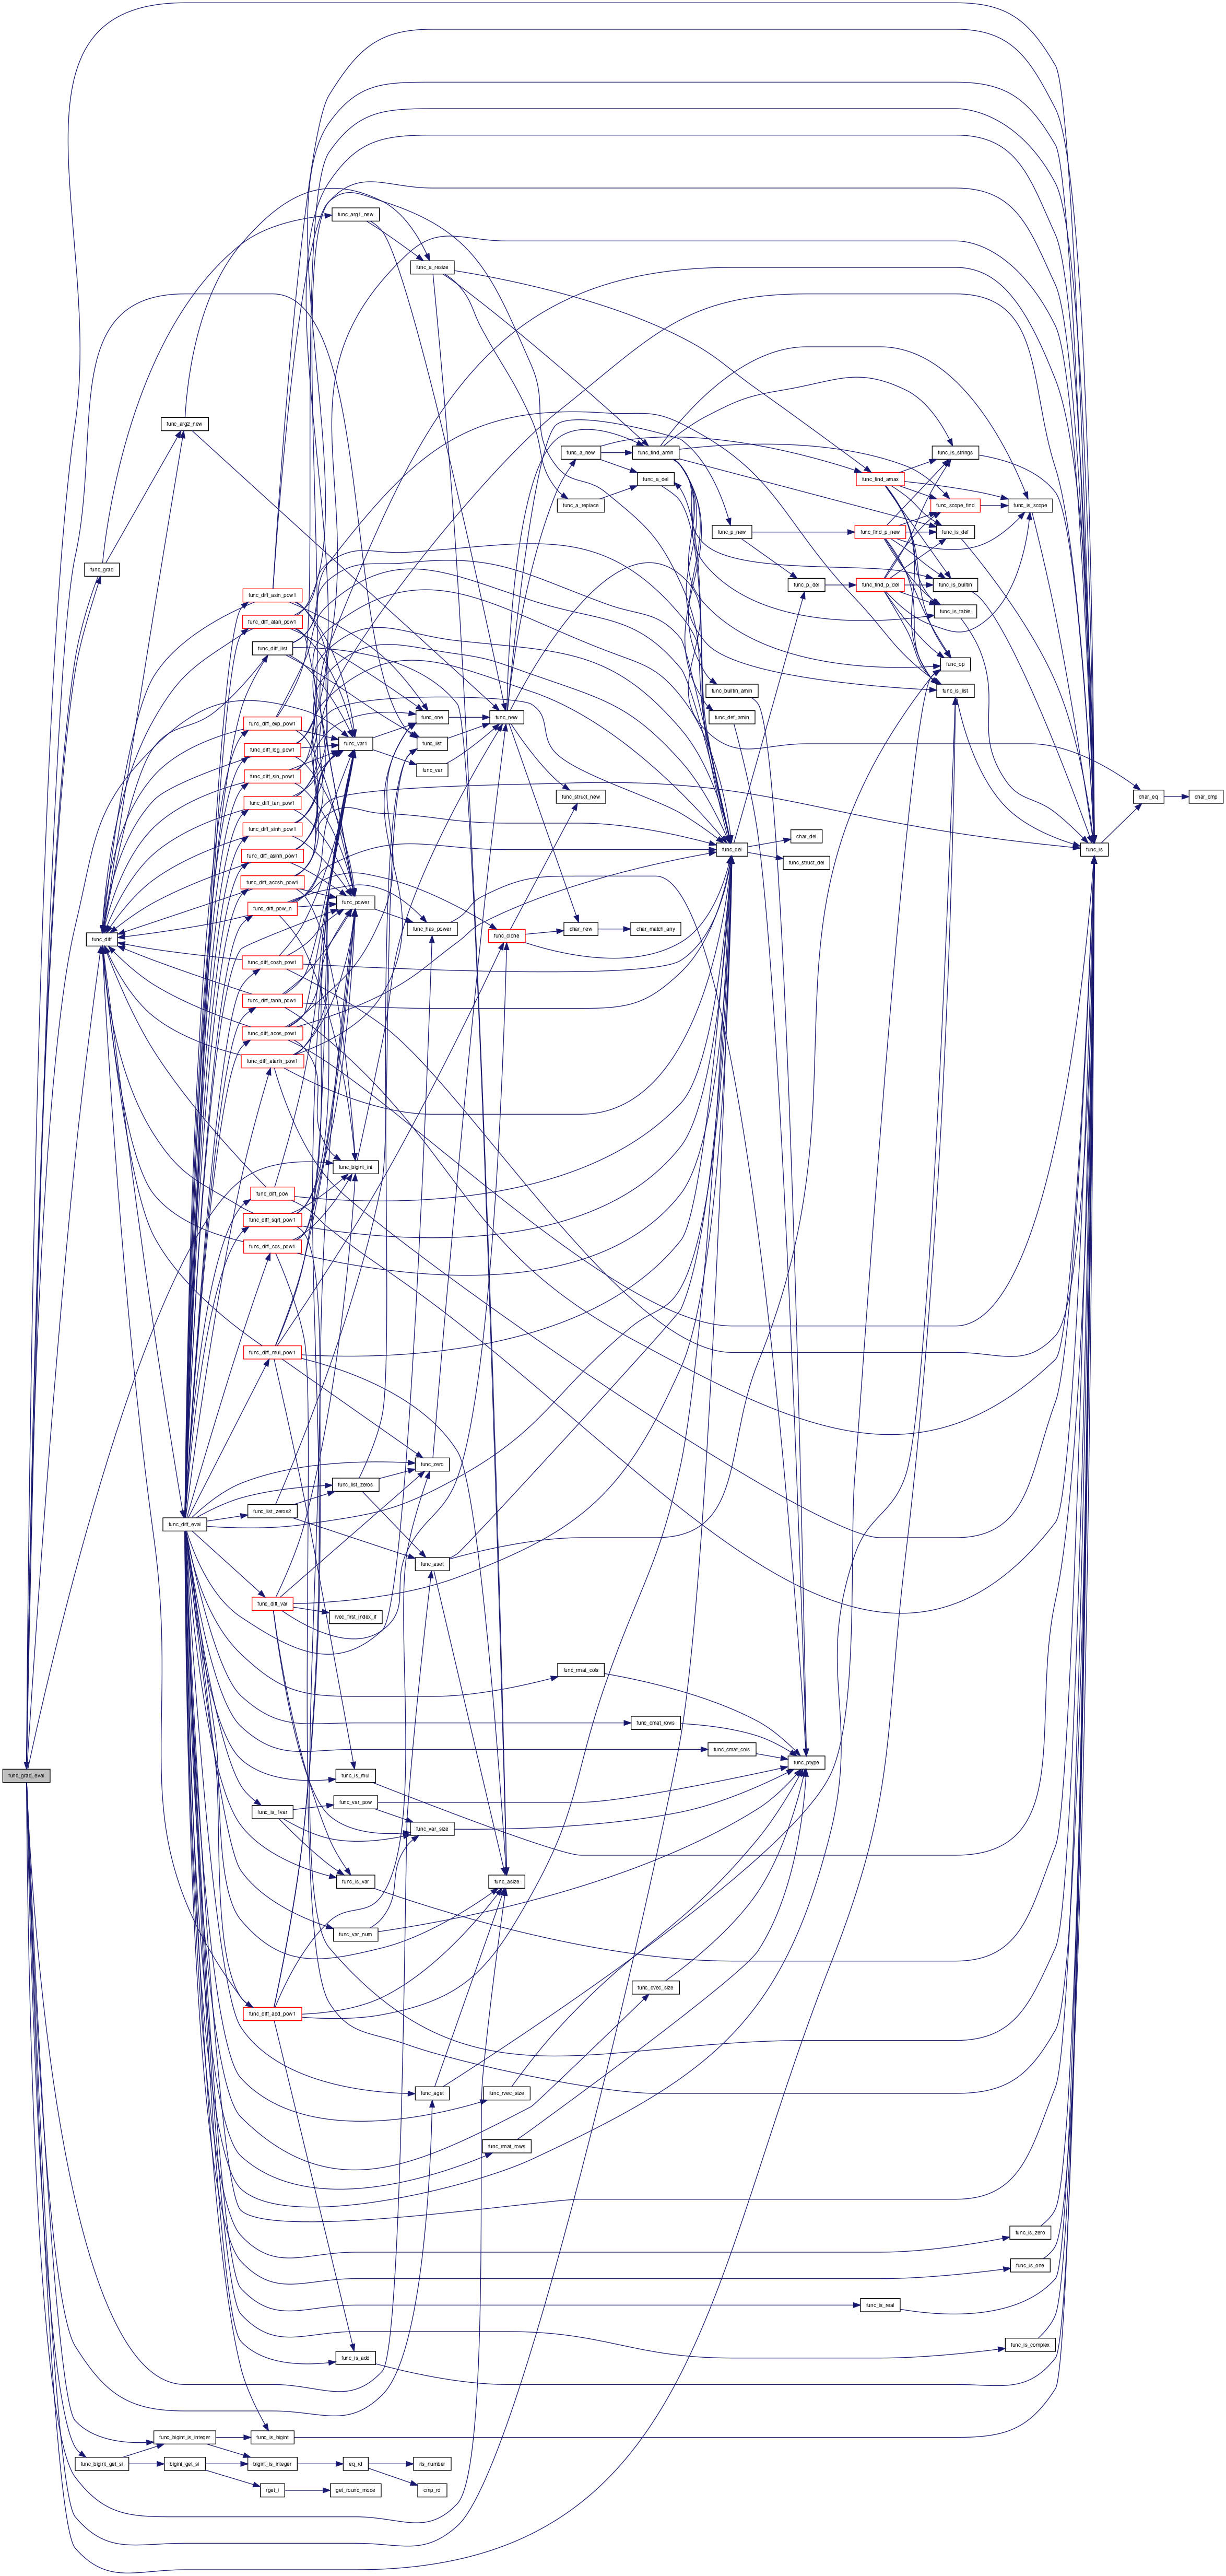 func_arg1_new
func_a_resize
func_arg2_new
func_a_new
func_find_amin
func_is_strings
func_a_del
func_find_amax
func_a_replace
func_scope_find
func_is_scope
func_p_new
func_find_p_new
func_is_def
func_grad
func_p_del
func_find_p_del
func_is_builtin
func_diff_asin_pow1
func_is_table
func_diff_atan_pow1
func_diff_list
func_op
func_builtin_amin
func_is_list
func_one
func_new
func_def_amin
func_diff_exp_pow1
func_var1
func_list
func_diff_log_pow1
func_var
func_diff_sin_pow1
func_struct_new
char_eq
char_cmp
func_diff_tan_pow1
func_diff_sinh_pow1
char_del
func_del
func_is
func_diff_asinh_pow1
func_struct_del
func_diff_acosh_pow1
func_power
func_diff_pow_n
func_has_power
char_new
char_match_any
func_diff
func_clone
func_diff_cosh_pow1
func_diff_tanh_pow1
func_diff_acos_pow1
func_diff_atanh_pow1
func_bigint_int
func_diff_pow
func_diff_sqrt_pow1
func_diff_cos_pow1
func_diff_mul_pow1
func_zero
func_list_zeros
func_list_zeros2
func_diff_eval
func_aset
func_diff_var
ivec_first_index_if
func_rmat_cols
func_cmat_rows
func_cmat_cols
func_ptype
func_grad_eval
func_is_mul
func_var_pow
func_is_1var
func_var_size
func_is_var
func_asize
func_var_num
func_cvec_size
func_diff_add_pow1
func_aget
func_rvec_size
func_rmat_rows
func_is_zero
func_is_one
func_is_real
func_is_complex
func_is_add
func_bigint_is_integer
func_is_bigint
func_bigint_get_si
bigint_get_si
bigint_is_integer
eq_rd
nis_number
rget_i
get_round_mode
cmp_rd